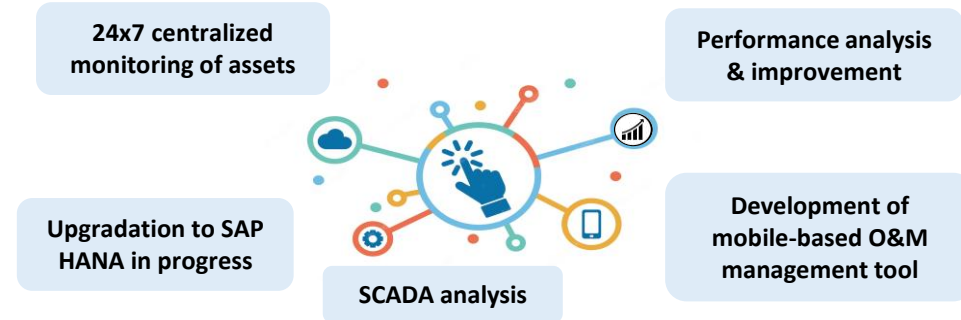 24x7 centralized
monitoring of assets
Performance analysis
& improvement
Upgradation to SAP
HANA in progress
SCADA analysis
Development of
mobile-based O&M
management tool